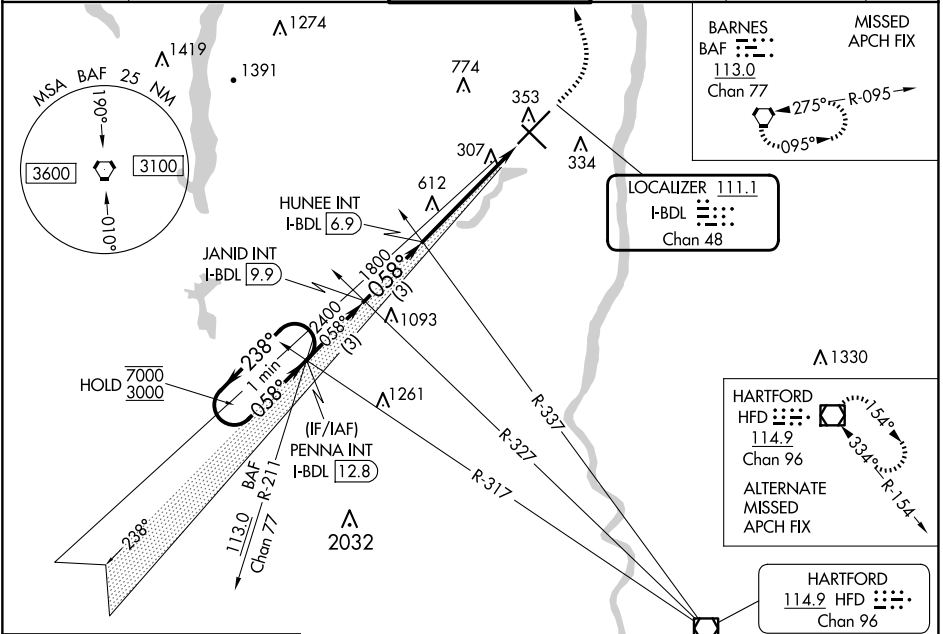 1274
1419
1391
MSA BAF 25 NM
190°
3600
3100
010°
774
353
307
334
612
BARNES
BAF
113.0
Chan 77
MISSED
APCH FIX
275°
R-095
095°
LOCALIZER 111.1
I-BDL
Chan 48
HUNEE INT
I-BDL 6.9
JANID INT
I-BDL 9.9
1800
058°
(3)
2400
058°
(3)
1093
238°
1 min
058°
HOLD 7000
3000
1261
(IF/IAF)
PENNA INT
I-BDL 12.8
BAF
R-211
113.0
Chan 77
238°
2032
R-337
R-327
R-317
1330
HARTFORD
HFD
114.9
Chan 96
154°
334°
R-154
ALTERNATE
MISSED
APCH FIX
HARTFORD
114.9 HFD
Chan 96